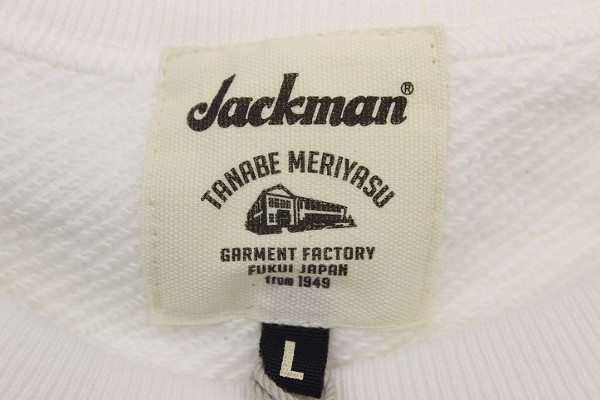 Jackman®
TANABE MERIYASU
GARMENT FACTORY
FUKUI JAPAN
from 1949
L